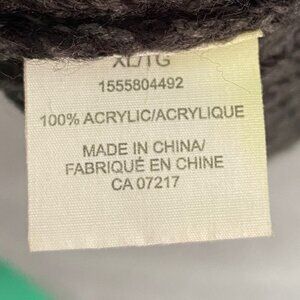 XL/TG
1555804492
100% ACRYLIC/ACRYLIQUE
MADE IN CHINA/
FABRIQUÉ EN CHINE
CA 07217